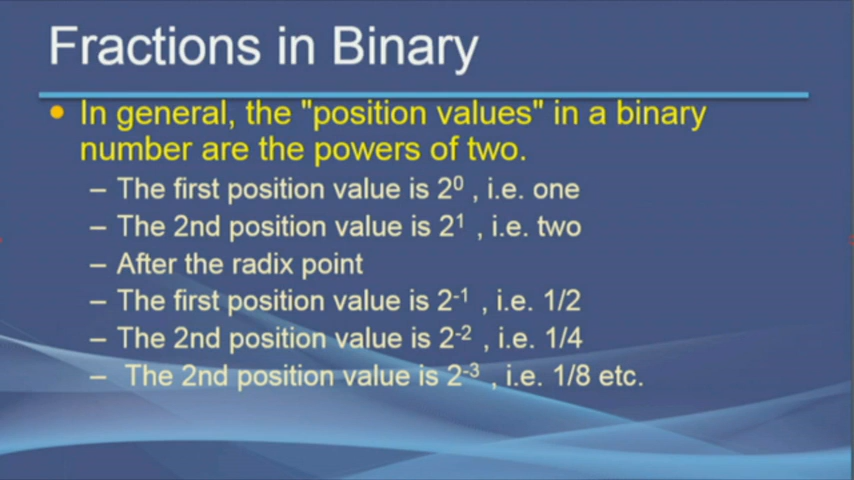 Fractions in Binary
• In general, the "position values" in a binary
number are the powers of two.
– The first position value is 2⁰ , i.e. one
– The 2nd position value is 2¹ , i.e. two
– After the radix point
– The first position value is 2⁻¹ , i.e. 1/2
– The 2nd position value is 2⁻² , i.e. 1/4
– The 2nd position value is 2⁻³ , i.e. 1/8 etc.